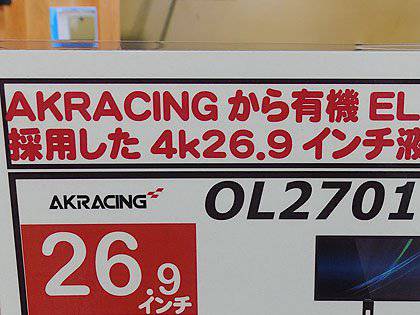 AKRACING から有機 EL
採用した 4k26.9 インチ液
AKRACING OL2701
26.9
インチ